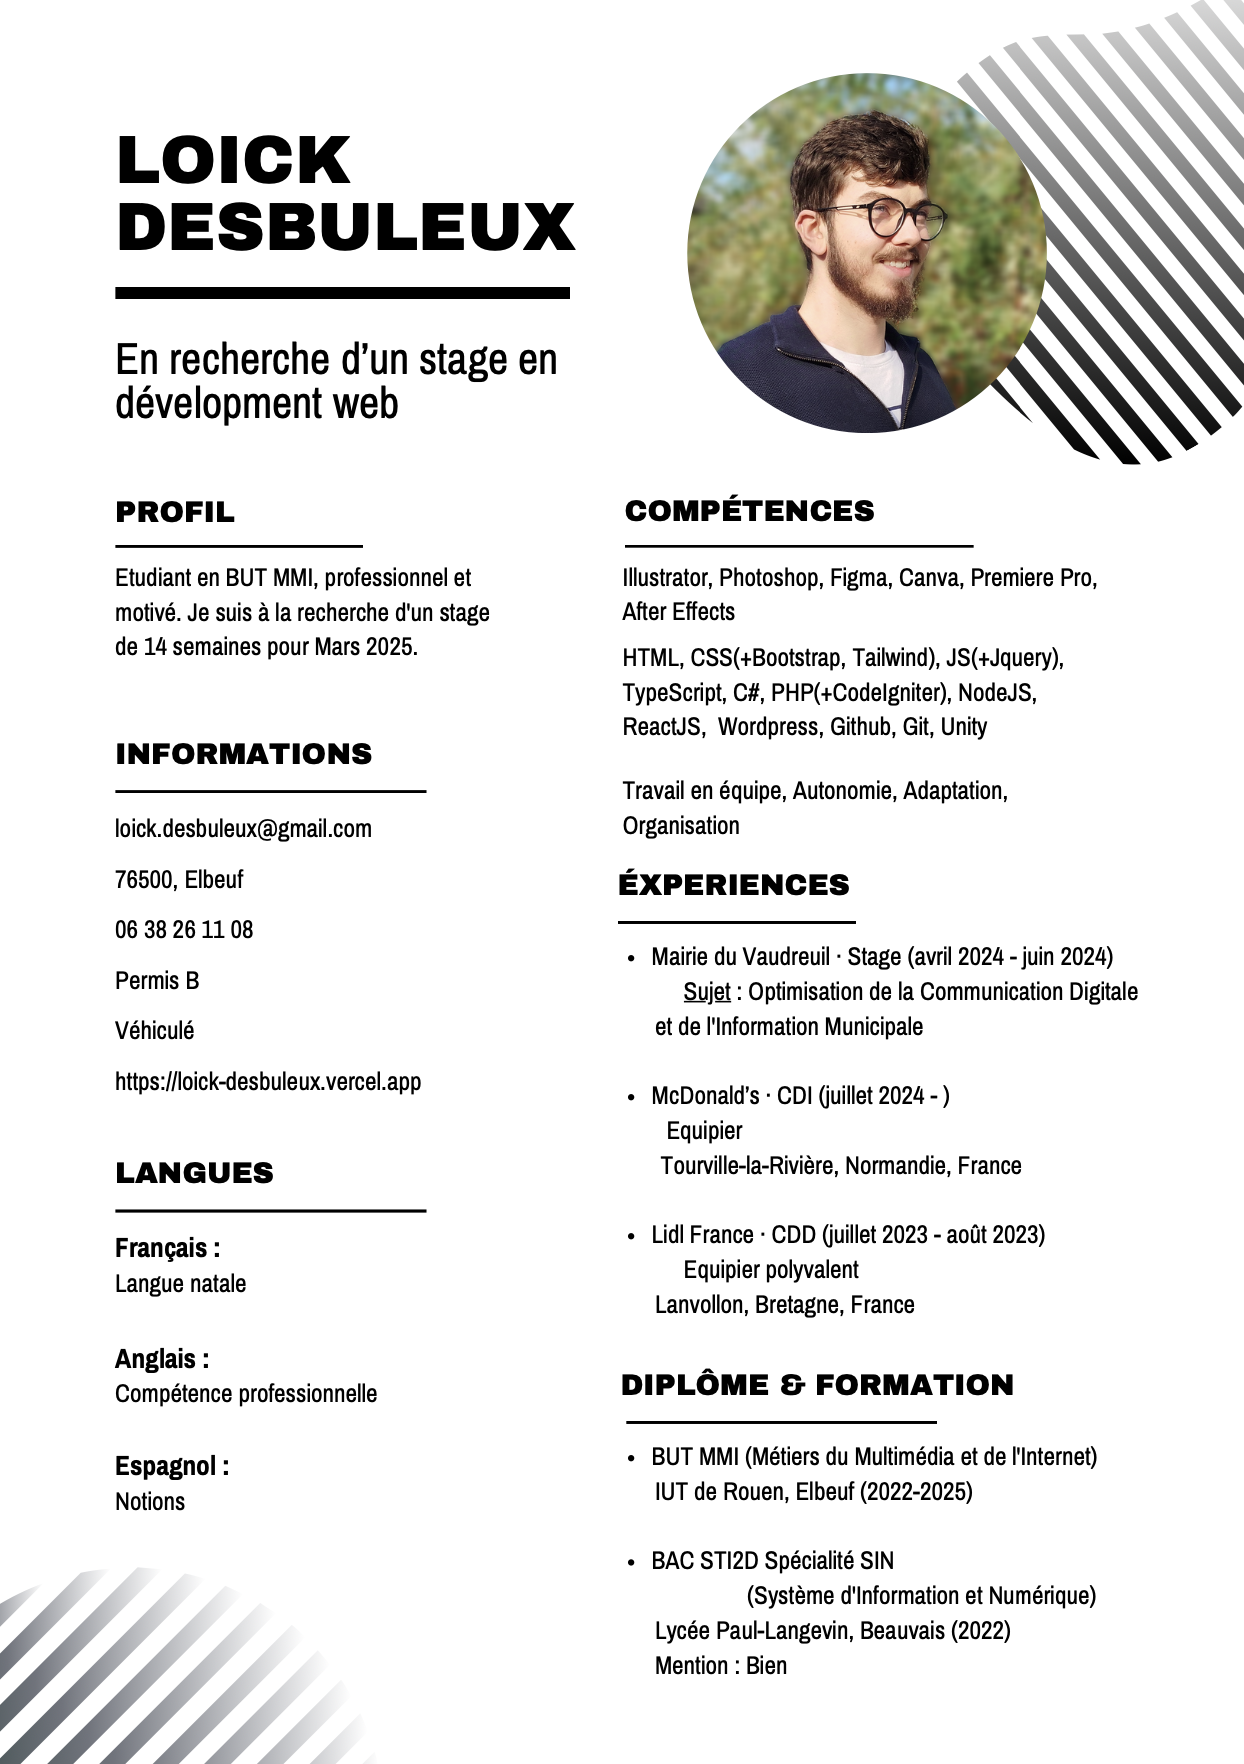 LOICK
DESBULEUX
En recherche d’un stage en
dévelopment web
PROFIL
Etudiant en BUT MMI, professionnel et
motivé. Je suis à la recherche d'un stage
de 14 semaines pour Mars 2025.
INFORMATIONS
loick.desbuleux@gmail.com
76500, Elbeuf
06 38 26 11 08
Permis B
Véhiculé
https://loick-desbuleux.vercel.app
LANGUES
Français :
Langue natale
Anglais :
Compétence professionnelle
Espagnol :
Notions
COMPÉTENCES
Illustrator, Photoshop, Figma, Canva, Premiere Pro,
After Effects
HTML, CSS(+Bootstrap, Tailwind), JS(+Jquery),
TypeScript, C#, PHP(+CodeIgniter), NodeJS,
ReactJS,  Wordpress, Github, Git, Unity
Travail en équipe, Autonomie, Adaptation,
Organisation
ÉXPERIENCES
• Mairie du Vaudreuil · Stage (avril 2024 - juin 2024)
Sujet : Optimisation de la Communication Digitale
et de l'Information Municipale
• McDonald’s · CDI (juillet 2024 - )
Equipier
Tourville-la-Rivière, Normandie, France
• Lidl France · CDD (juillet 2023 - août 2023)
Equipier polyvalent
Lanvollon, Bretagne, France
DIPLÔME & FORMATION
• BUT MMI (Métiers du Multimédia et de l'Internet)
IUT de Rouen, Elbeuf (2022-2025)
• BAC STI2D Spécialité SIN
(Système d'Information et Numérique)
Lycée Paul-Langevin, Beauvais (2022)
Mention : Bien